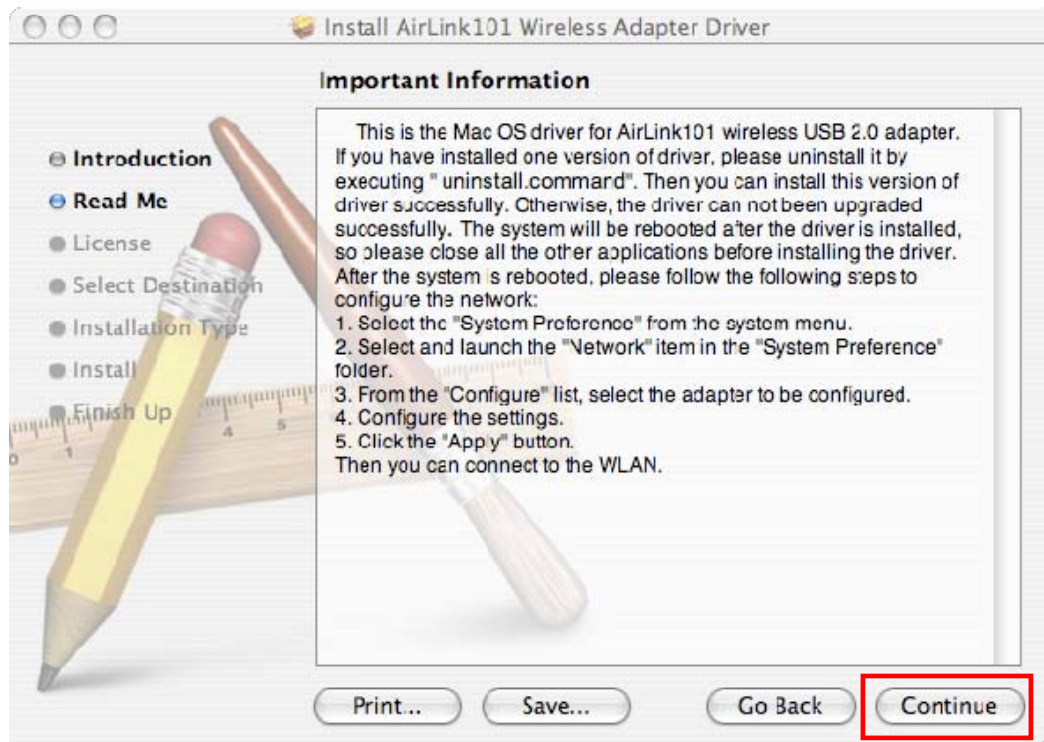 Install AirLink101 Wireless Adapter Driver
Important Information
Introduction
Read Me
License
Select Destination
Installation Type
Install
Finish Up
This is the Mac OS driver for AirLink101 wireless USB 2.0 adapter.
If you have installed one version of driver, please uninstall it by
executing " uninstall.command". Then you can install this version of
driver successfully. Otherwise, the driver can not been upgraded
successfully. The system will be rebooted after the driver is installed,
so please close all the other applications before installing the driver.
After the system is rebooted, please follow the following steps to
configure the network:
1. Select the "System Preference" from the system menu.
2. Select and launch the "Network" item in the "System Preference"
folder.
3. From the "Configure" list, select the adapter to be configured.
4. Configure the settings.
5. Click the "Apply" button.
Then you can connect to the WLAN.
0 1 4 5
Print... Save... Go Back Continue